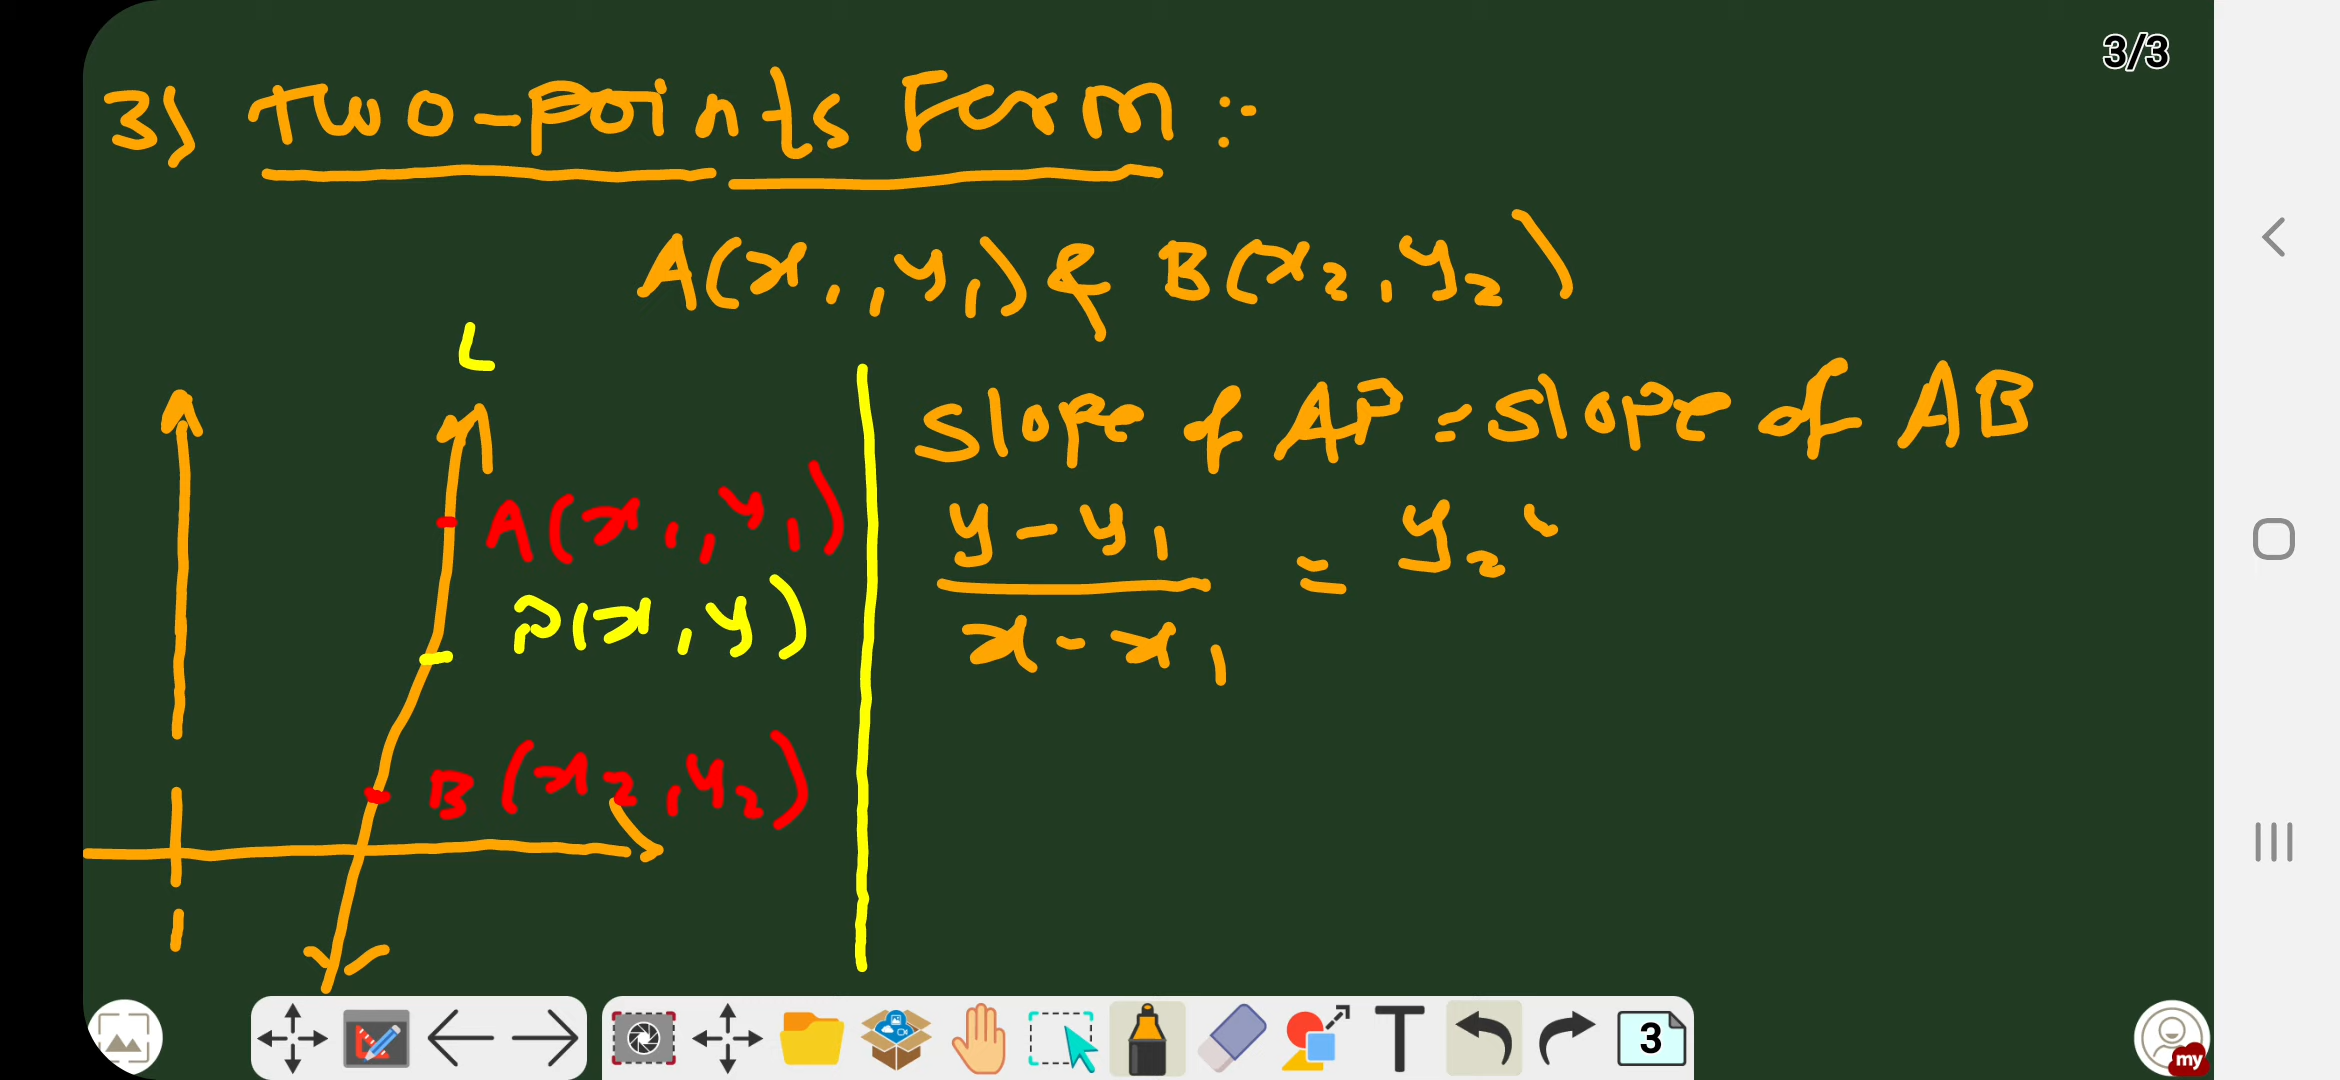 3/3
3) Two-points Form :-
A(x₁, y₁) & B(x₂, y₂)
L
A(x₁, y₁)
P(x, y)
B(x₂, y₂)
Slope of AP = Slope of AB
y - y₁ / x - x₁ = y₂
T
3
my